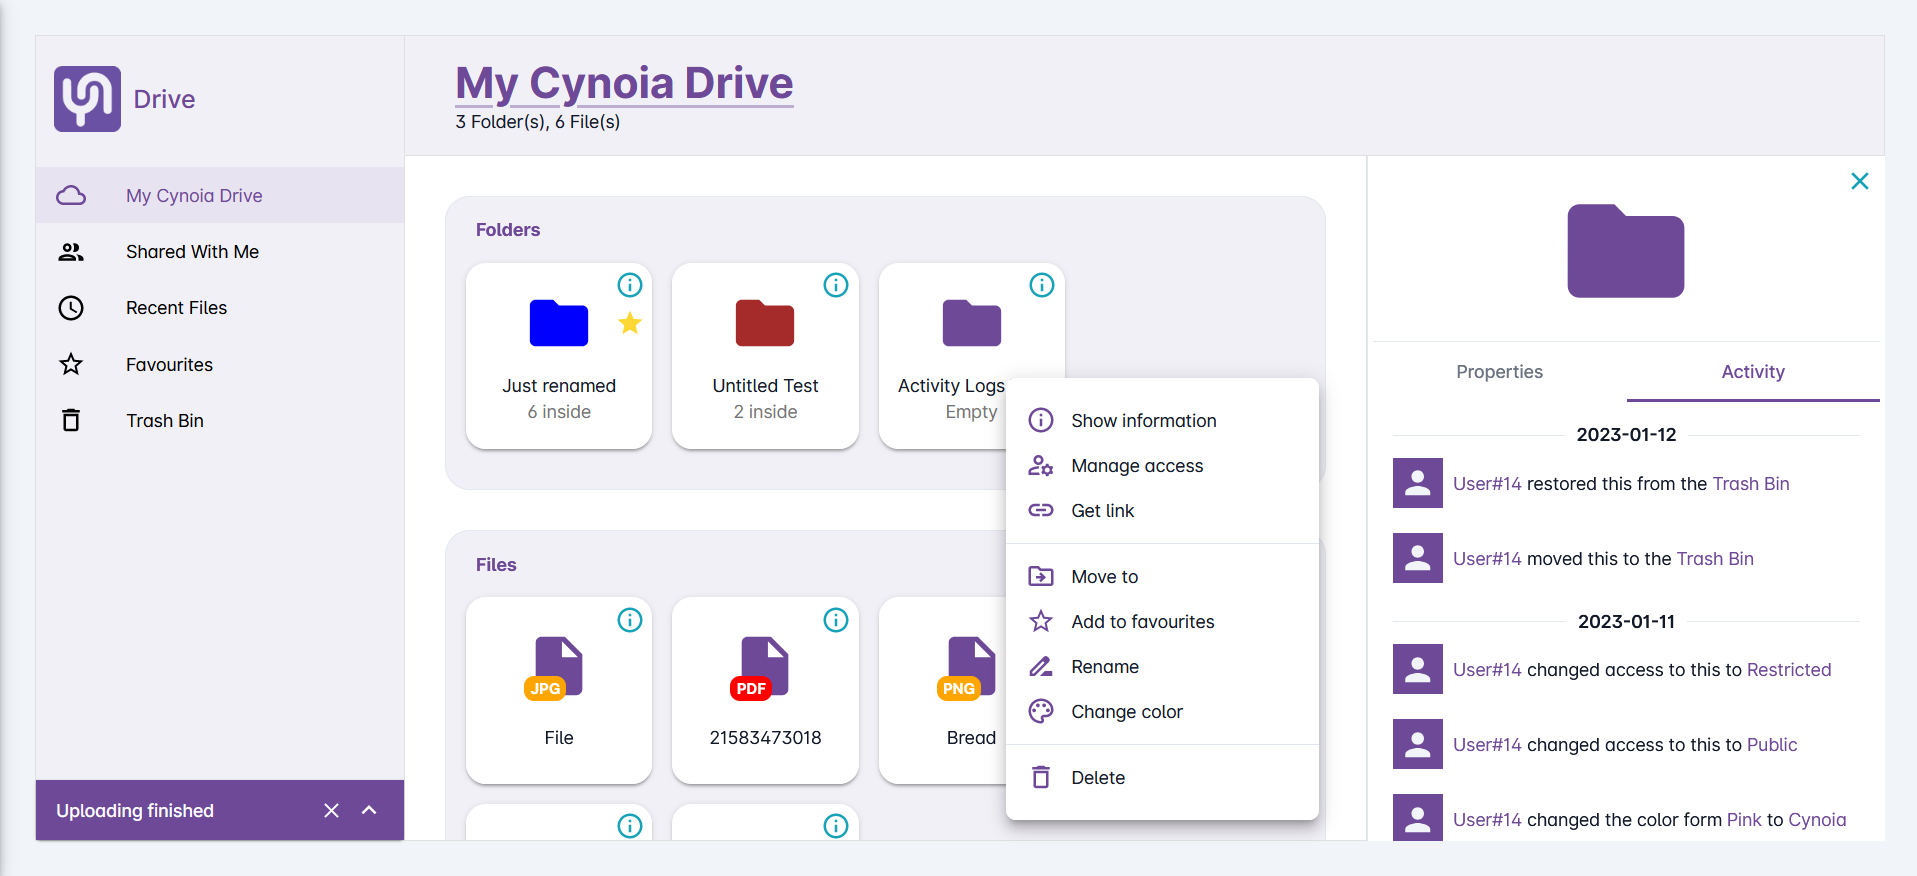 Drive
My Cynoia Drive
3 Folder(s), 6 File(s)
My Cynoia Drive
Shared With Me
Recent Files
Favourites
Trash Bin
Uploading finished
Folders
Just renamed
6 inside
Untitled Test
2 inside
Activity Logs
Empty
Files
JPG
File
PDF
21583473018
PNG
Bread
Show information
Manage access
Get link
Move to
Add to favourites
Rename
Change color
Delete
Properties
Activity
2023-01-12
User#14 restored this from the Trash Bin
User#14 moved this to the Trash Bin
2023-01-11
User#14 changed access to this to Restricted
User#14 changed access to this to Public
User#14 changed the color form Pink to Cynoia